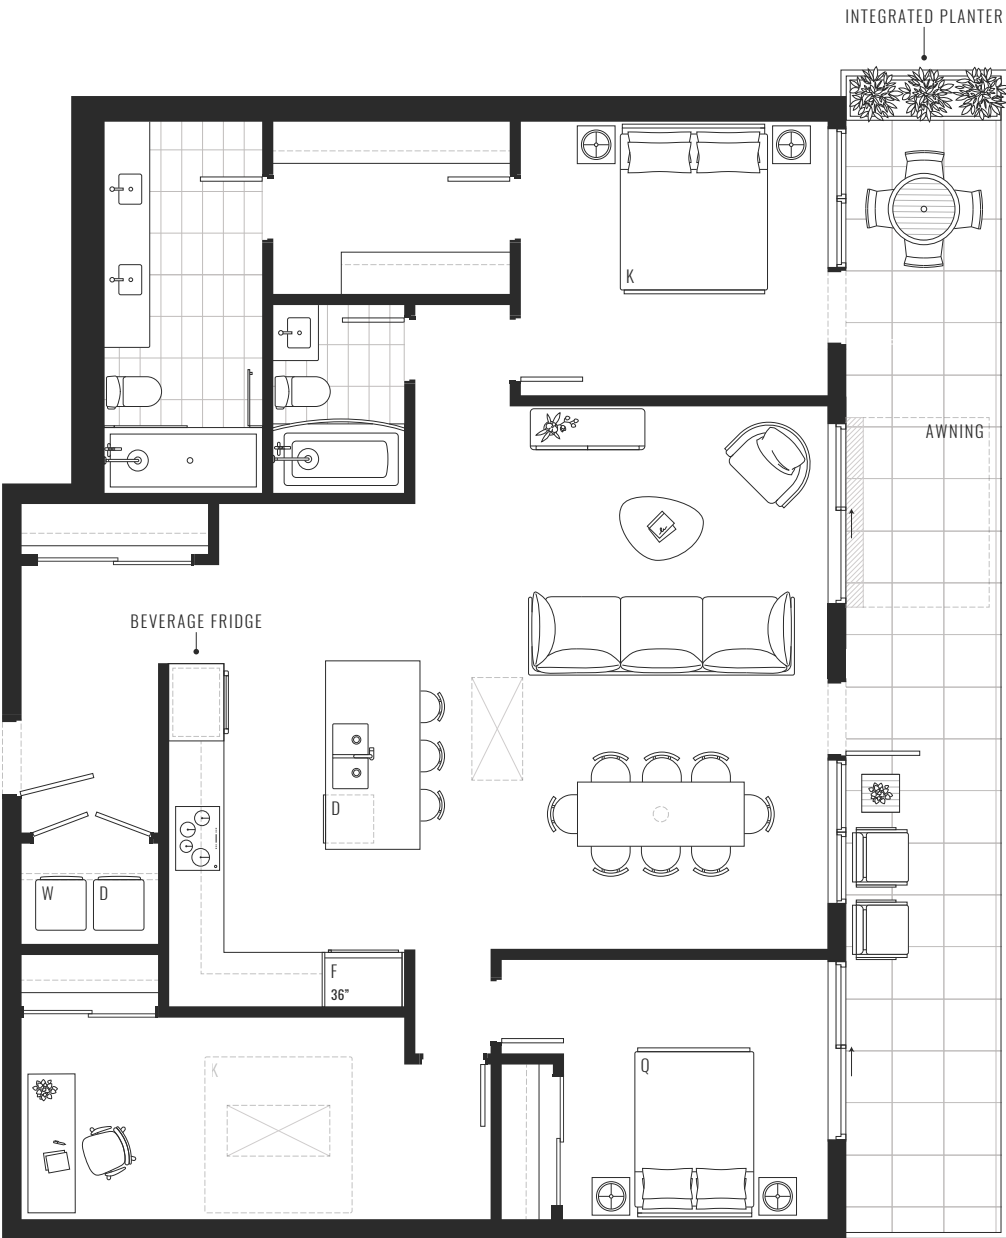 INTEGRATED PLANTER
K
AWNING
BEVERAGE FRIDGE
D
W D
F
36"
K
Q